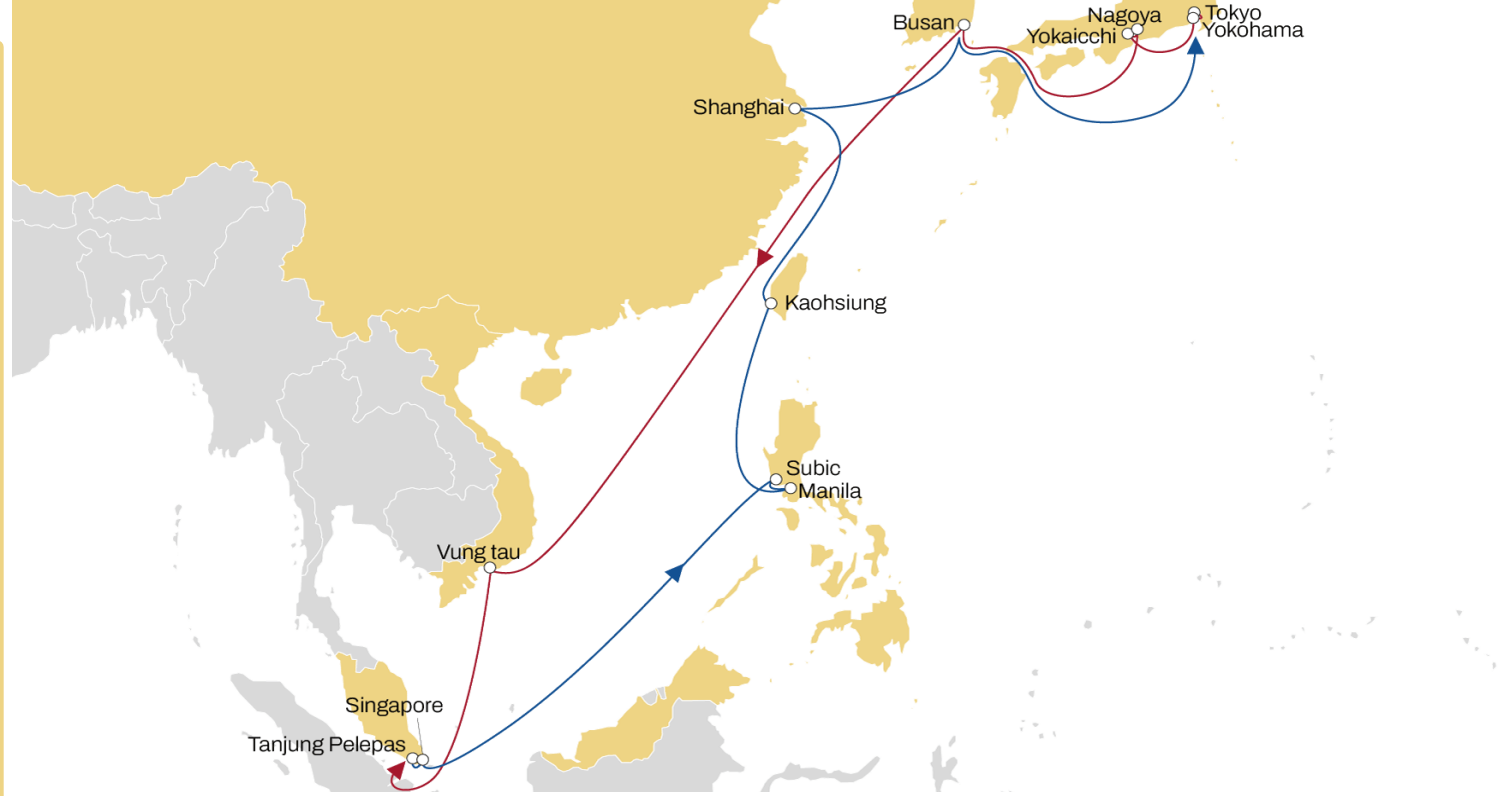 Tokyo
Nagoya
Busan
Yokohama
Yokaicchi
Shanghai
Kaohsiung
Subic
Manila
Vung tau
Singapore
Tanjung Pelepas